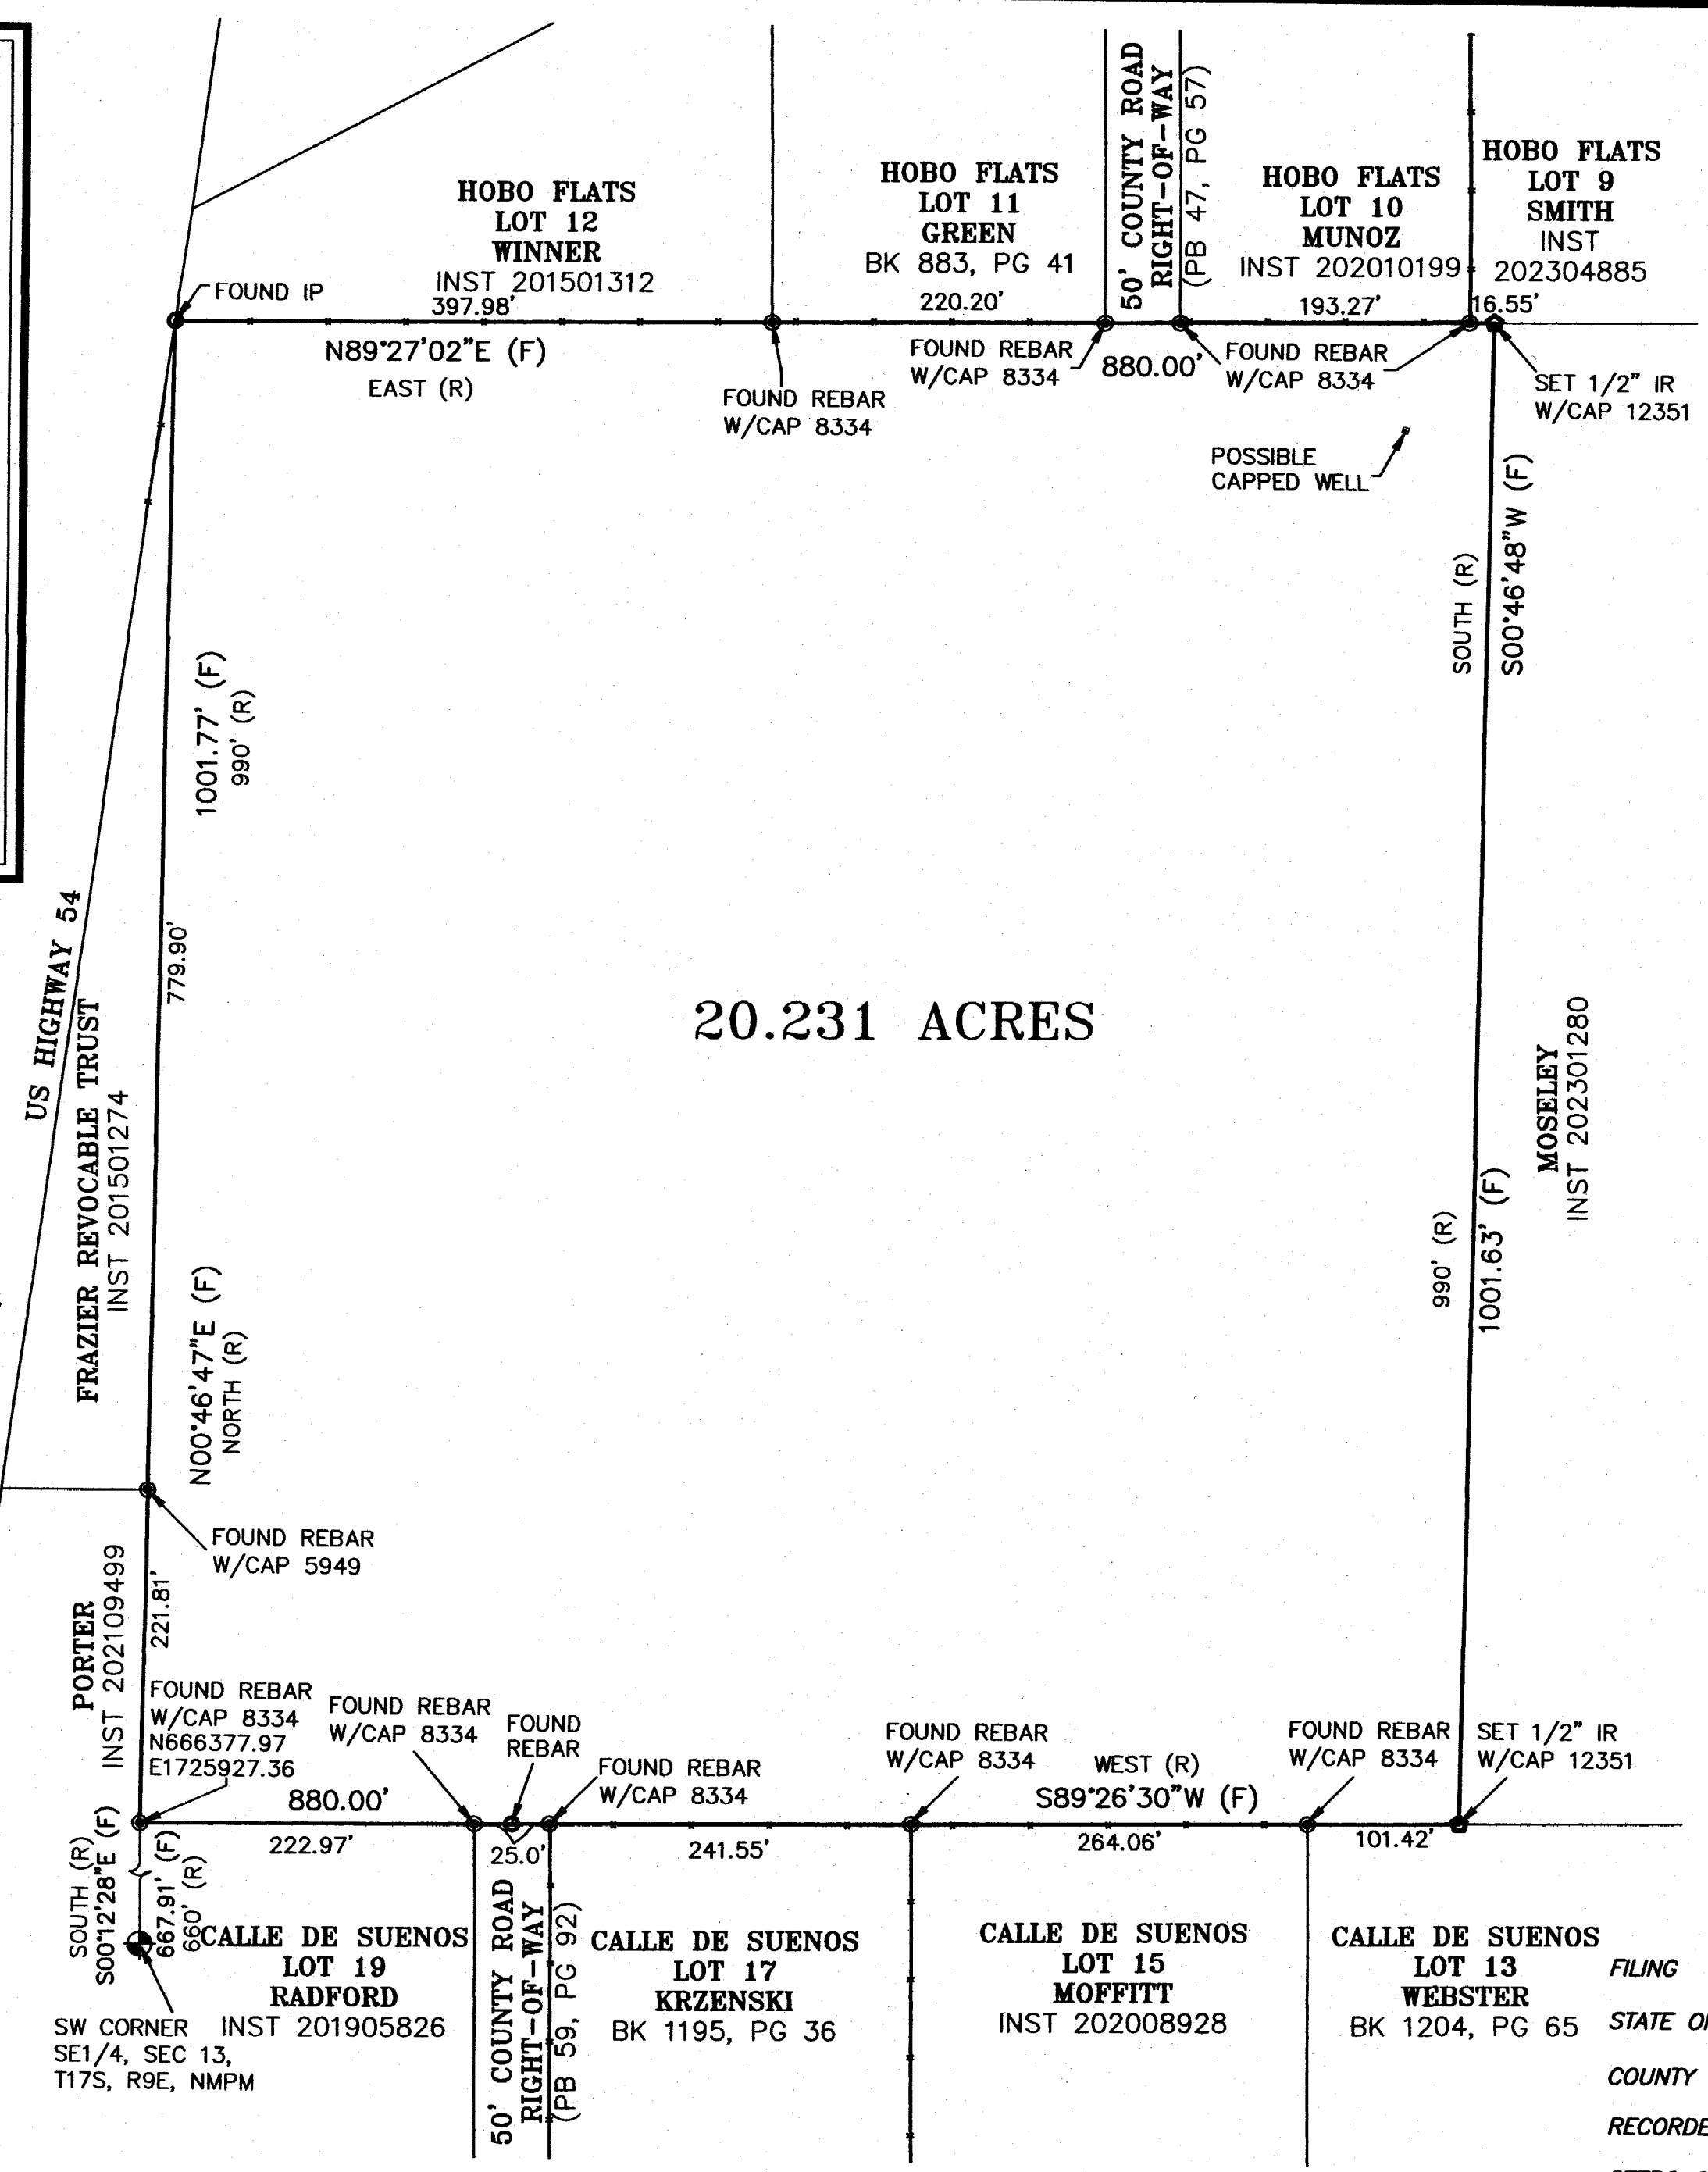 50' COUNTY ROAD
RIGHT-OF-WAY
(PB 47, PG 57)
HOBO FLATS
LOT 12
WINNER
INST 201501312
397.98'
HOBO FLATS
LOT 11
GREEN
BK 883, PG 41
220.20'
HOBO FLATS
LOT 10
MUNOZ
INST 202010199
193.27'
HOBO FLATS
LOT 9
SMITH
INST
202304885
16.55'
FOUND IP
N89°27'02"E (F)
EAST (R)
FOUND REBAR
W/CAP 8334
FOUND REBAR
W/CAP 8334
880.00'
FOUND REBAR
W/CAP 8334
SET 1/2" IR
W/CAP 12351
POSSIBLE
CAPPED WELL
SOUTH (R)
S00°46'48"W (F)
1001.77' (F)
990' (R)
779.90'
US HIGHWAY 54
FRAZIER REVOCABLE TRUST
INST 201501274
20.231 ACRES
MOSELEY
INST 202301280
990' (R)
1001.63' (F)
N00°46'47"E (F)
NORTH (R)
FOUND REBAR
W/CAP 5949
PORTER
INST 202109499
221.81'
FOUND REBAR
W/CAP 8334
N666377.97
E1725927.36
FOUND REBAR
W/CAP 8334
FOUND
REBAR
FOUND REBAR
W/CAP 8334
FOUND REBAR
W/CAP 8334
WEST (R)
S89°26'30"W (F)
FOUND REBAR
W/CAP 8334
SET 1/2" IR
W/CAP 12351
880.00'
222.97'
25.0'
241.55'
264.06'
101.42'
SOUTH (R)
S00°12'28"E (F)
667.91' (F)
660' (R)
SW CORNER
SE1/4, SEC 13,
T17S, R9E, NMPM
CALLE DE SUENOS
LOT 19
RADFORD
INST 201905826
50' COUNTY ROAD
RIGHT-OF-WAY
(PB 59, PG 92)
CALLE DE SUENOS
LOT 17
KRZENSKI
BK 1195, PG 36
CALLE DE SUENOS
LOT 15
MOFFITT
INST 202008928
CALLE DE SUENOS
LOT 13
WEBSTER
BK 1204, PG 65
FILING
STATE O
COUNTY
RECORDE